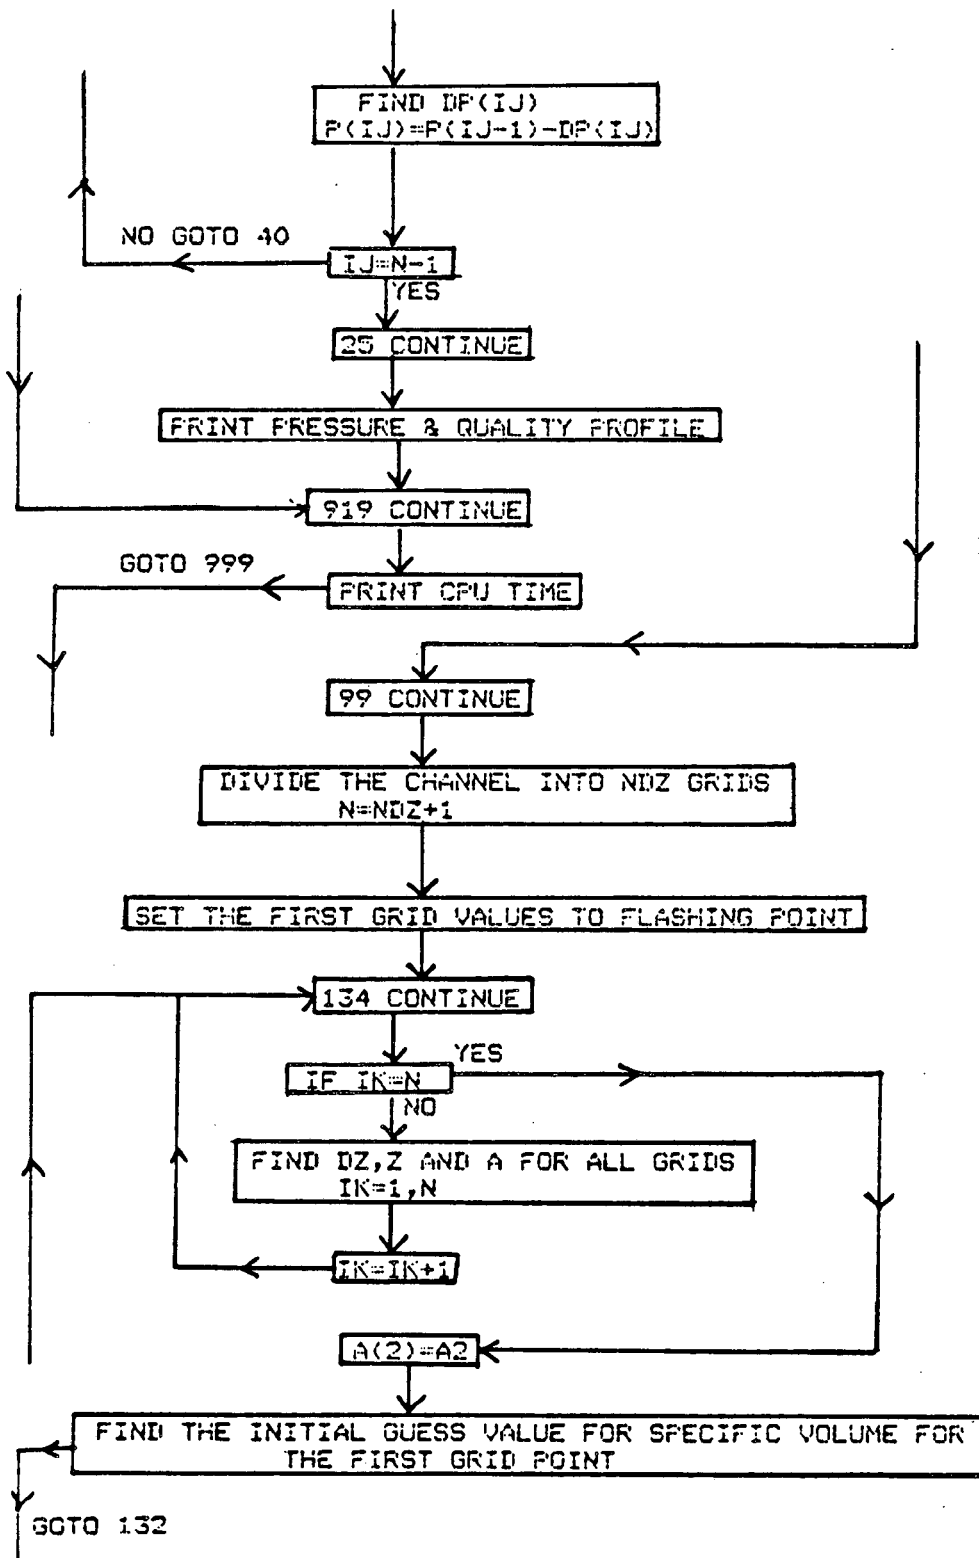 FIND DP(IJ)
P(IJ)=P(IJ-1)-DP(IJ)
NO GOTO 40
IJ=N-1
YES
25 CONTINUE
PRINT PRESSURE & QUALITY PROFILE
919 CONTINUE
GOTO 999
PRINT CPU TIME
99 CONTINUE
DIVIDE THE CHANNEL INTO NDZ GRIDS
N=NDZ+1
SET THE FIRST GRID VALUES TO FLASHING POINT
134 CONTINUE
YES
IF IK=N
NO
FIND DZ,Z AND A FOR ALL GRIDS
IK=1,N
IK=IK+1
A(2)=A2
FIND THE INITIAL GUESS VALUE FOR SPECIFIC VOLUME FOR
THE FIRST GRID POINT
GOTO 132